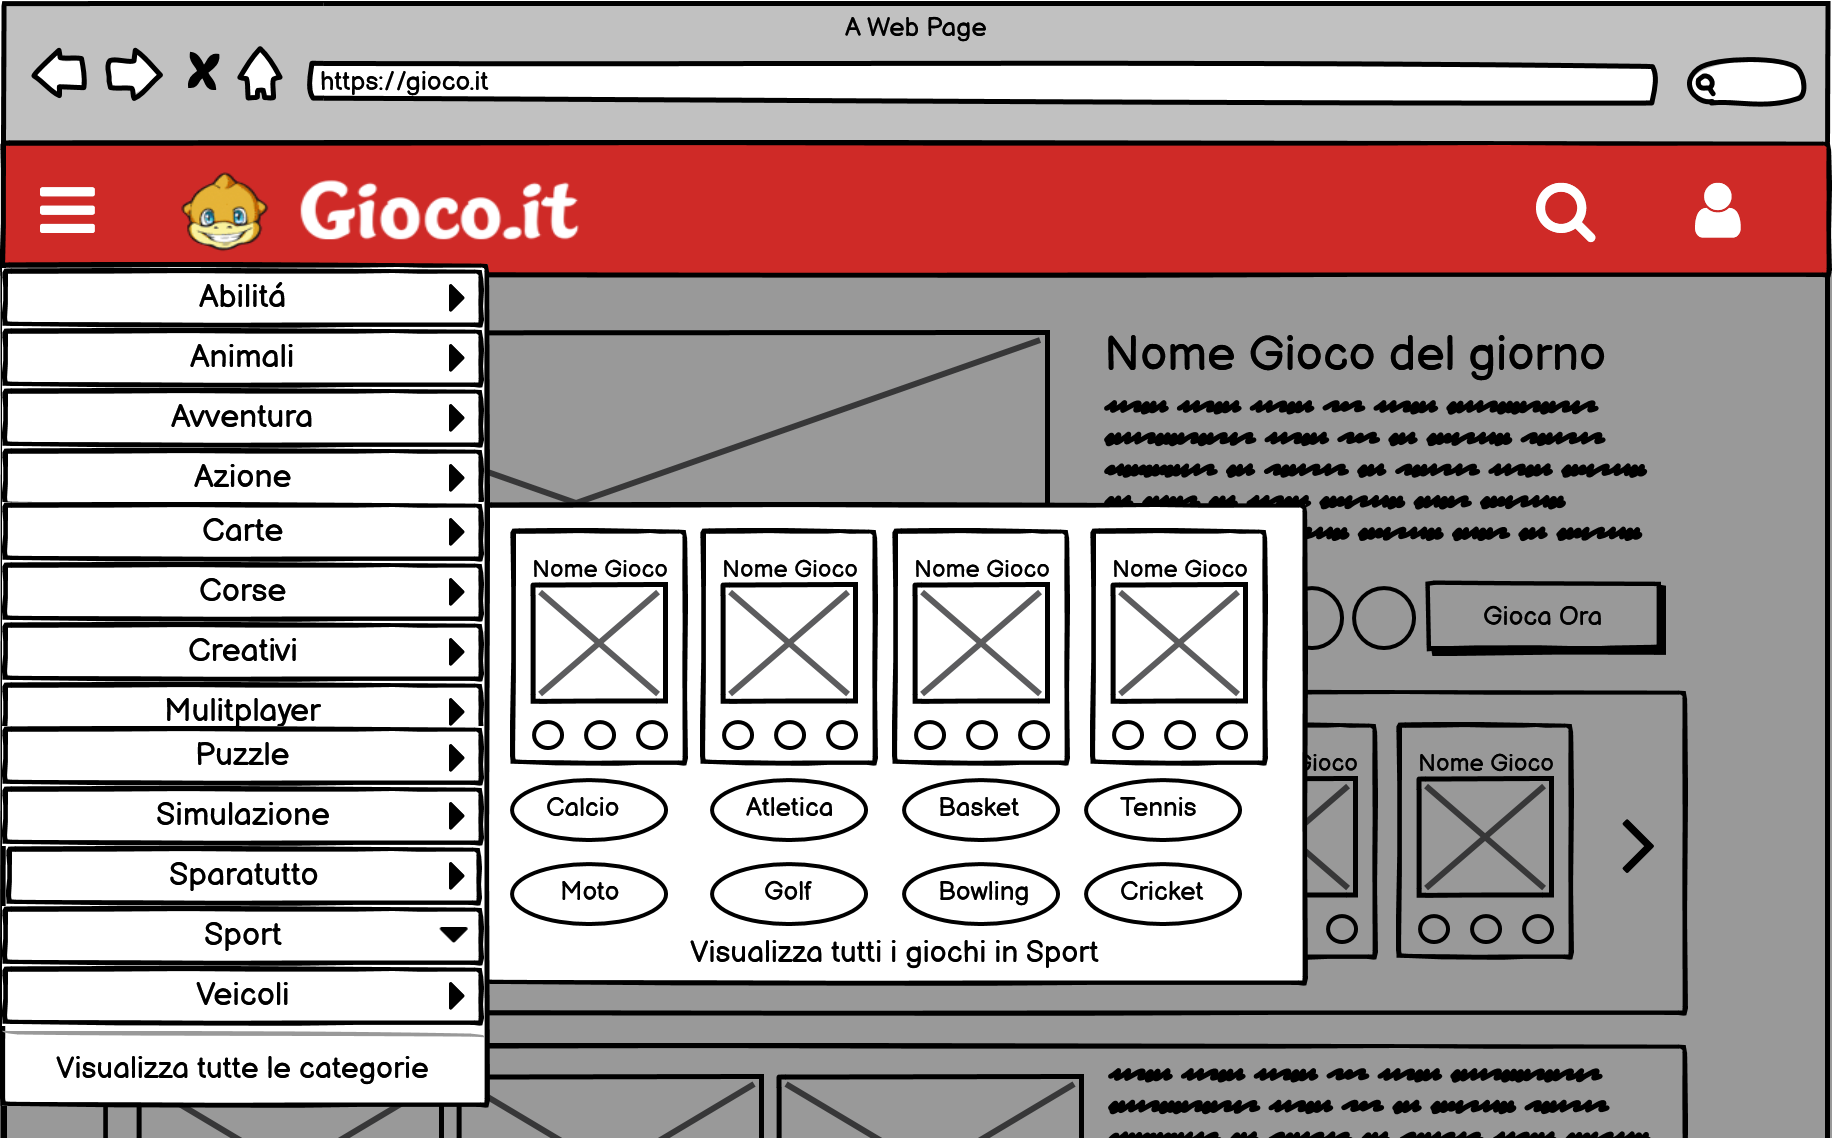 A Web Page
https://gioco.it
Gioco.it
Abilitá
Animali
Avventura
Azione
Carte
Corse
Creativi
Mulitplayer
Puzzle
Simulazione
Sparatutto
Sport
Veicoli
Visualizza tutte le categorie
Nome Gioco del giorno
Gioca Ora
Nome Gioco
Nome Gioco
Nome Gioco
Nome Gioco
Calcio
Atletica
Basket
Tennis
Moto
Golf
Bowling
Cricket
Visualizza tutti i giochi in Sport
Gioco
Nome Gioco